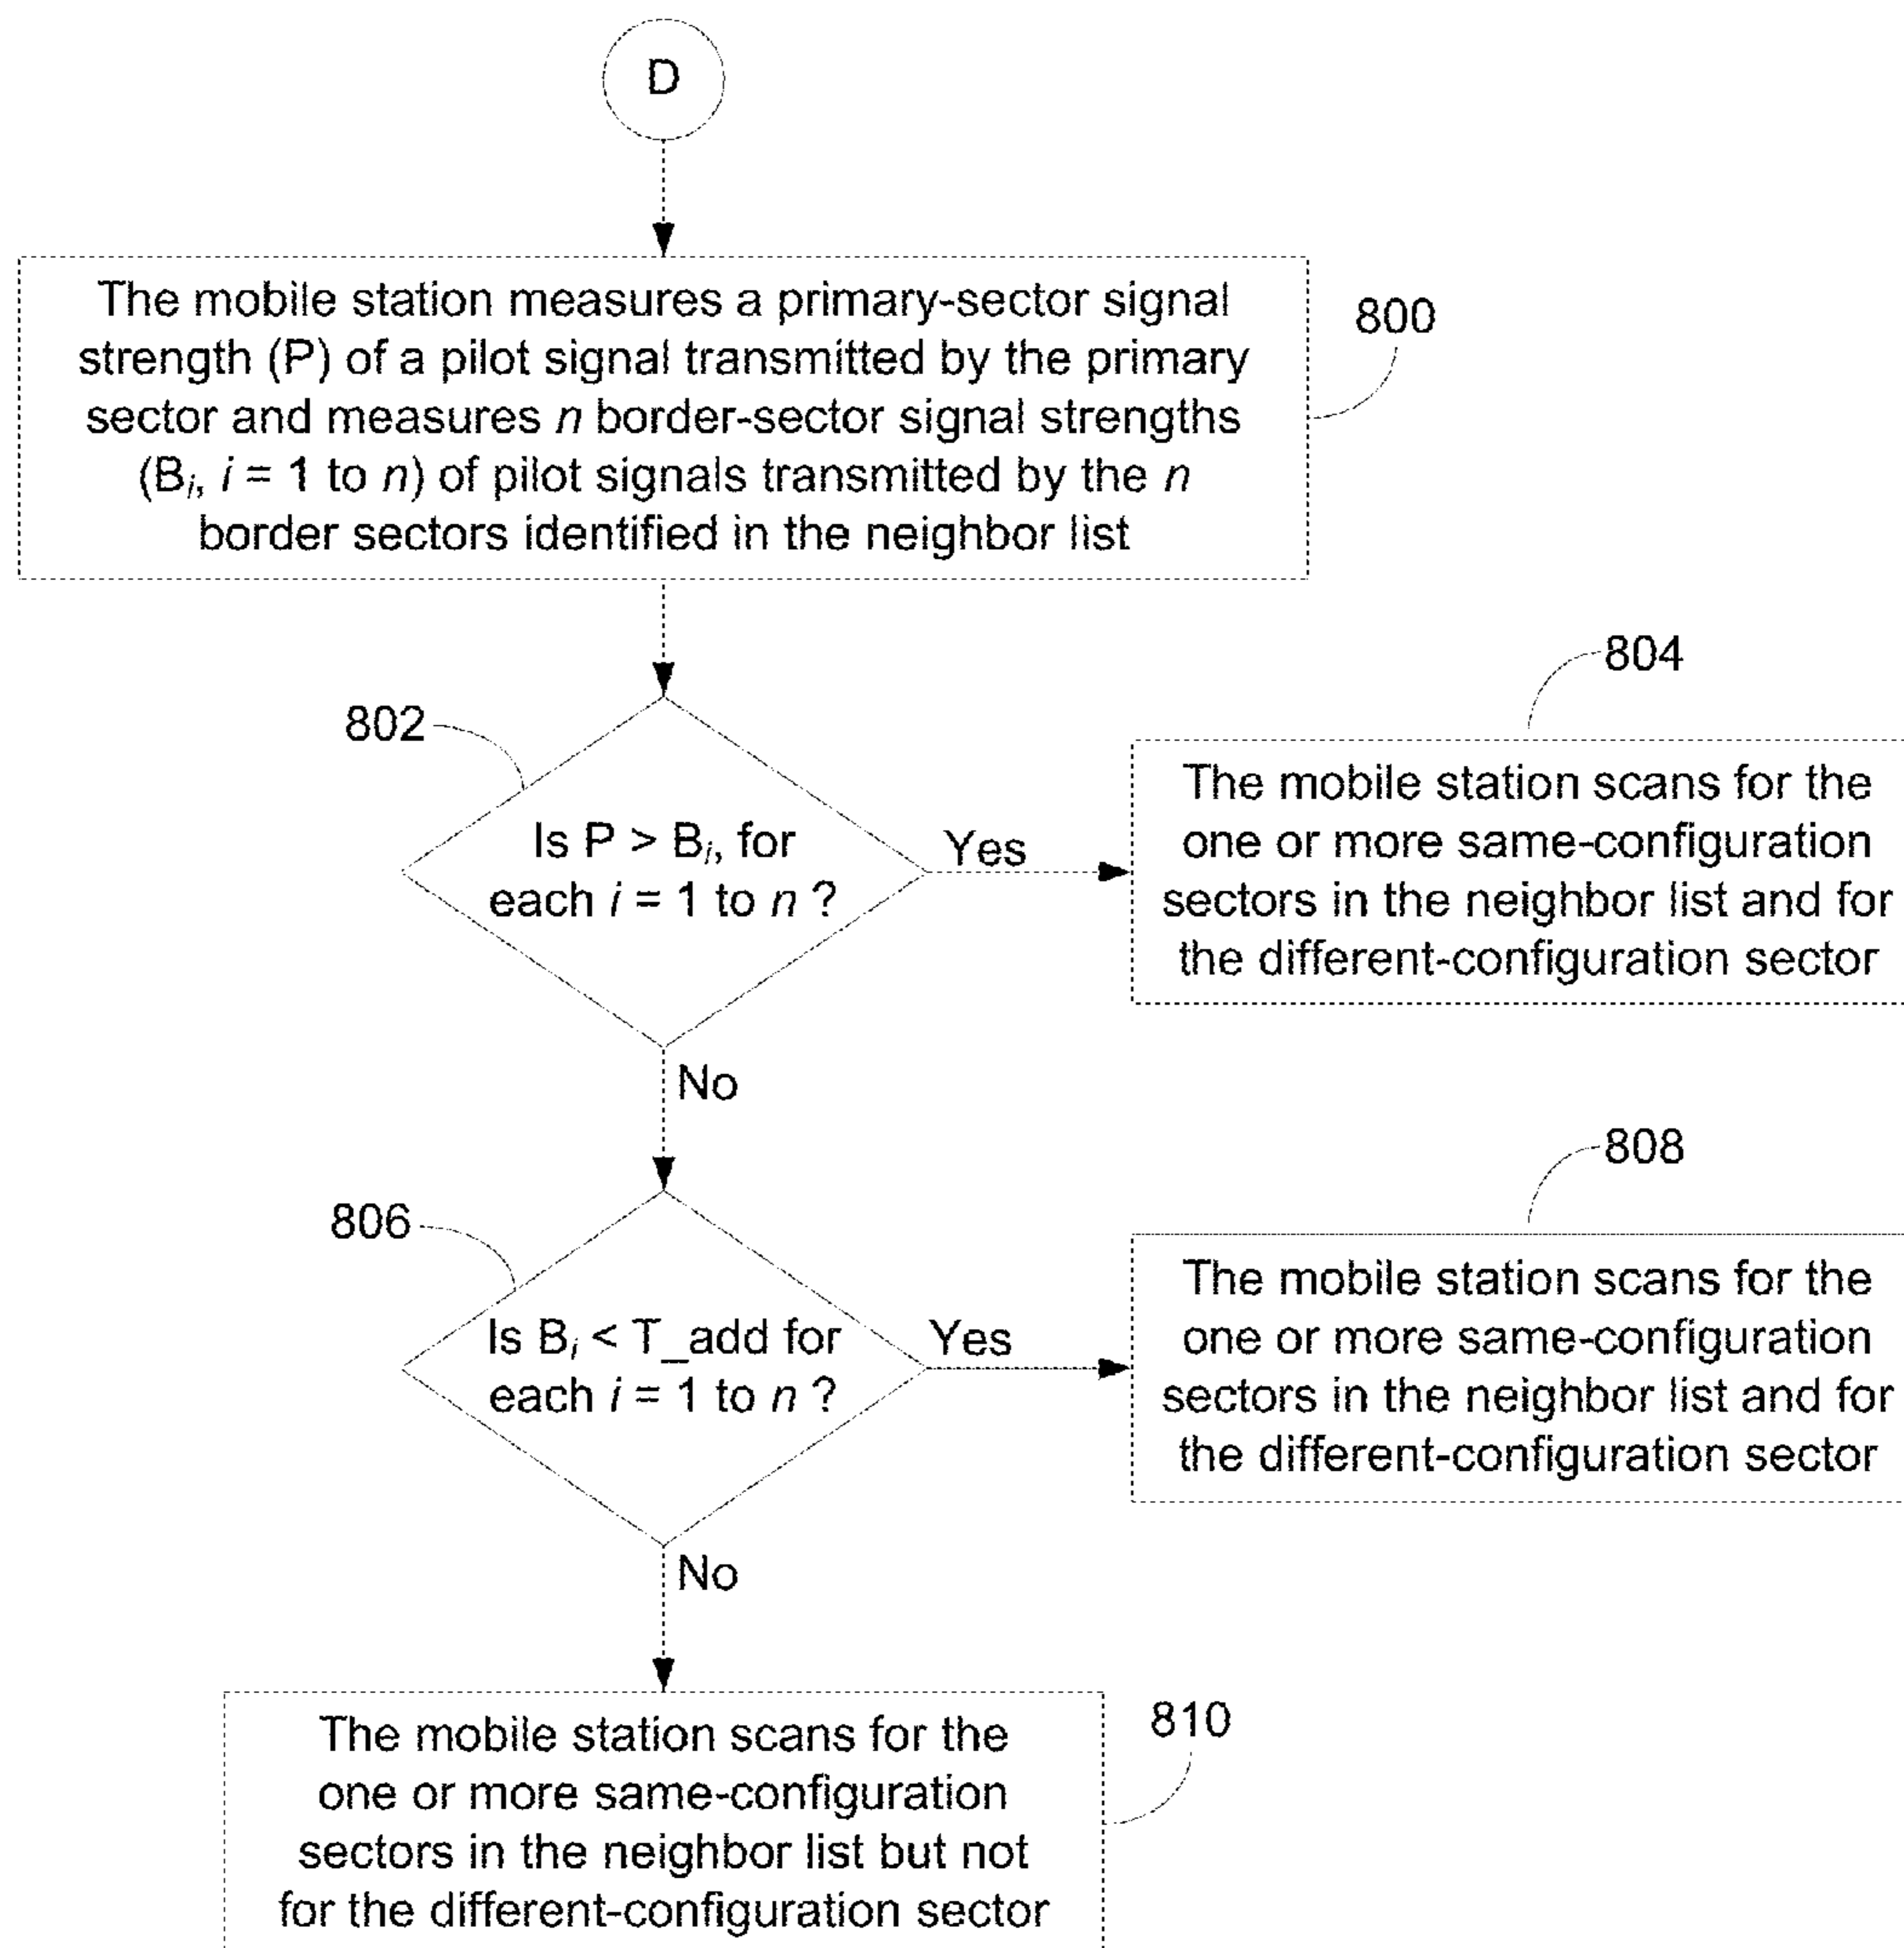 D
The mobile station measures a primary-sector signal
strength (P) of a pilot signal transmitted by the primary
sector and measures n border-sector signal strengths
(Bi, i = 1 to n) of pilot signals transmitted by the n
border sectors identified in the neighbor list
800
802
Is P > Bi, for
each i = 1 to n ?
Yes
804
The mobile station scans for the
one or more same-configuration
sectors in the neighbor list and for
the different-configuration sector
No
806
Is Bi < T_add for
each i = 1 to n ?
Yes
808
The mobile station scans for the
one or more same-configuration
sectors in the neighbor list and for
the different-configuration sector
No
The mobile station scans for the
one or more same-configuration
sectors in the neighbor list but not
for the different-configuration sector
810